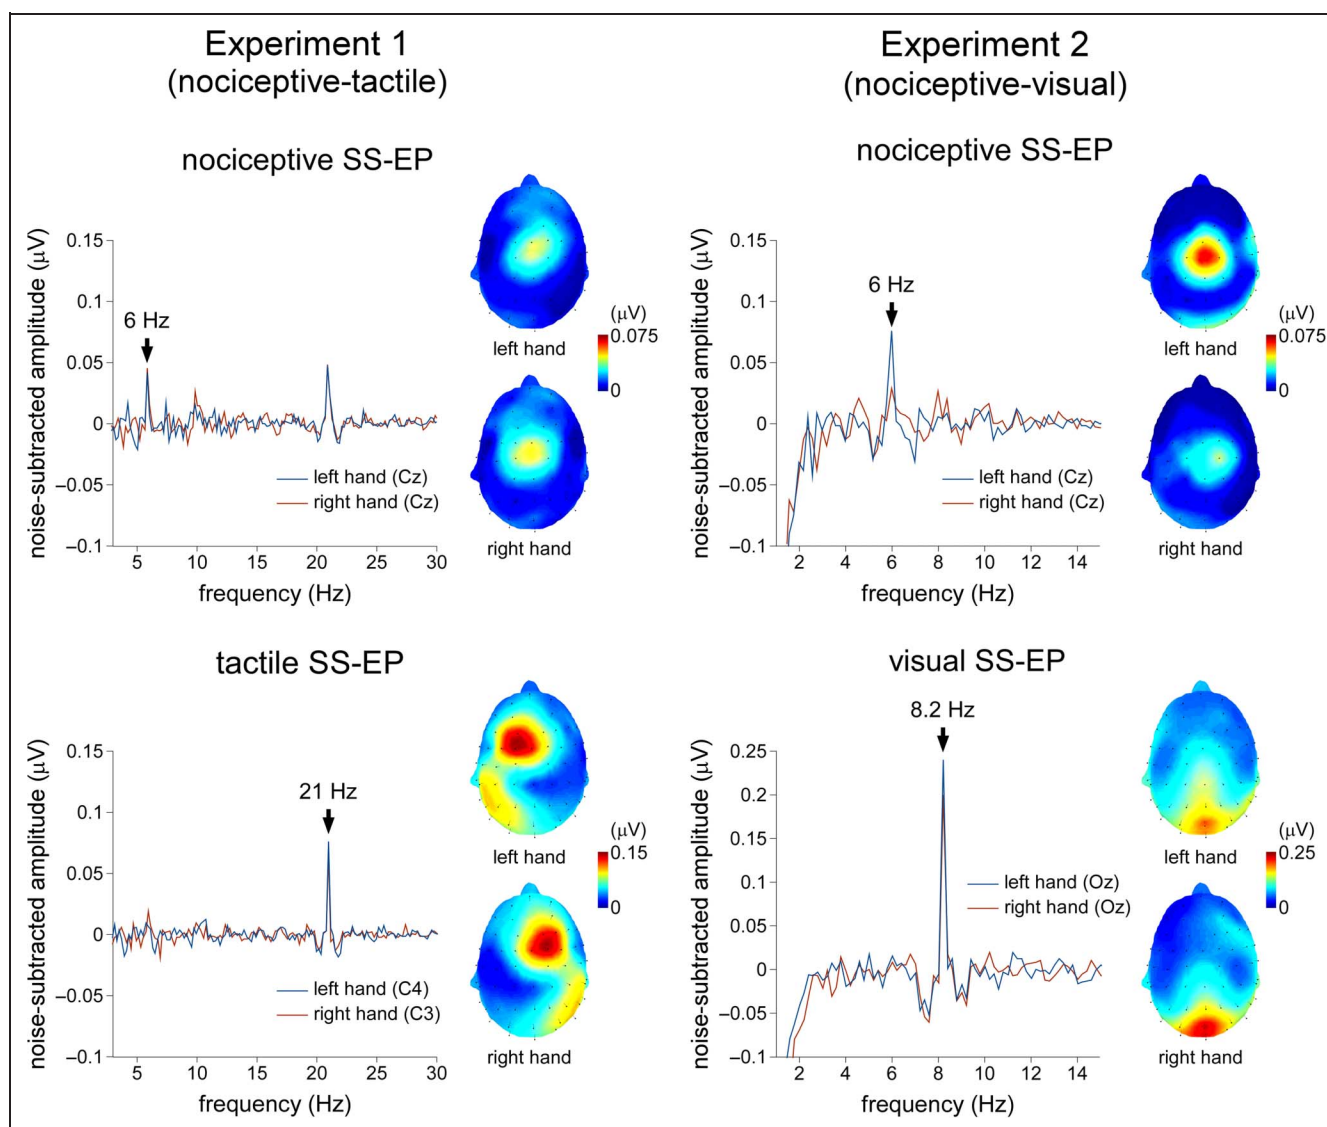 Experiment 1
(nociceptive-tactile)
nociceptive SS-EP
noise-subtracted amplitude (μV)
0.15
0.1
0.05
0
−0.05
−0.1
6 Hz
left hand (Cz)
right hand (Cz)
5 10 15 20 25 30
frequency (Hz)
left hand
(μV)
0.075
0
right hand
tactile SS-EP
noise-subtracted amplitude (μV)
0.15
0.1
0.05
0
−0.05
−0.1
21 Hz
left hand (C4)
right hand (C3)
5 10 15 20 25 30
frequency (Hz)
left hand
(μV)
0.15
0
right hand
Experiment 2
(nociceptive-visual)
nociceptive SS-EP
noise-subtracted amplitude (μV)
0.15
0.1
0.05
0
−0.05
−0.1
6 Hz
left hand (Cz)
right hand (Cz)
2 4 6 8 10 12 14
frequency (Hz)
left hand
(μV)
0.075
0
right hand
visual SS-EP
noise-subtracted amplitude (μV)
0.25
0.2
0.15
0.1
0.05
0
−0.05
−0.1
8.2 Hz
left hand (Oz)
right hand (Oz)
2 4 6 8 10 12 14
frequency (Hz)
left hand
(μV)
0.25
0
right hand